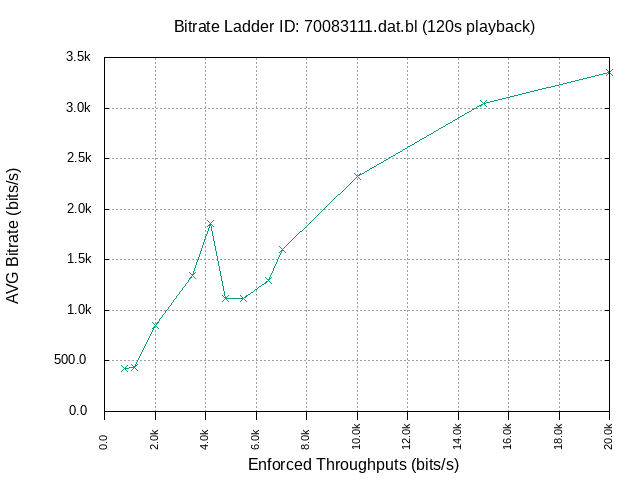 Bitrate Ladder ID: 70083111.dat.bl (120s playback)
3.5k
3.0k
2.5k
2.0k
1.5k
1.0k
500.0
0.0
AVG Bitrate (bits/s)
0.0 2.0k 4.0k 6.0k 8.0k 10.0k 12.0k 14.0k 16.0k 18.0k 20.0k
Enforced Throughputs (bits/s)